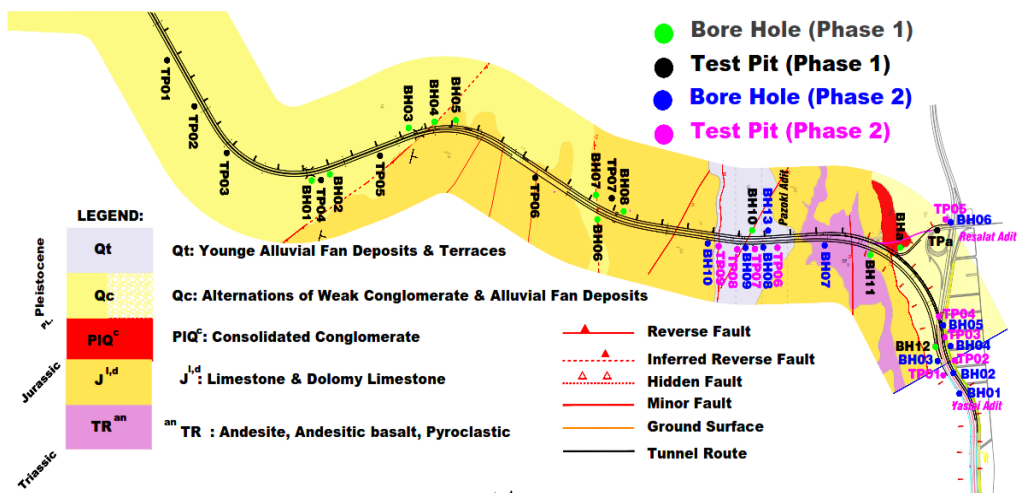 Bore Hole (Phase 1)
Test Pit (Phase 1)
Bore Hole (Phase 2)
Test Pit (Phase 2)
TP01
TP02
TP03
BH01
TP04
BH02
TP05
BH03
BH04
BH05
TP06
BH07
TP07
BH08
BH06
BH10
TP09
TP08
BH10
BH13
BH09
TP07
BH08
TP06
Pazoki Adit
BH07
BH11
BHa
TPa
TP05
BH06
Resalat Adit
TP04
BH05
TP03
BH12
BH04
BH03
TP02
TP01
BH02
BH01
Yasini Adit
LEGEND:
Pleistocene
PL.
Jurassic
Triassic
Qt
Qt: Younge Alluvial Fan Deposits & Terraces
Qc
Qc: Alternations of Weak Conglomerate & Alluvial Fan Deposits
PlQc
PlQc: Consolidated Conglomerate
Jl,d
Jl,d: Limestone & Dolomy Limestone
TRan
anTR : Andesite, Andesitic basalt, Pyroclastic
Reverse Fault
Inferred Reverse Fault
Hidden Fault
Minor Fault
Ground Surface
Tunnel Route